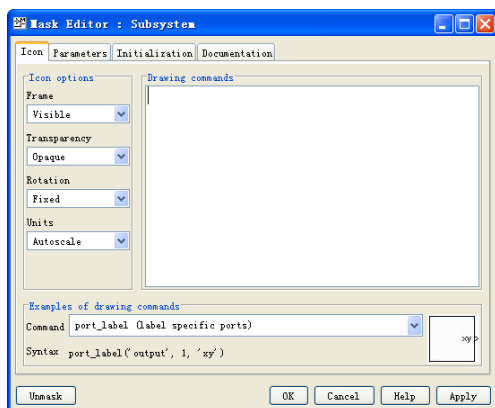 Mask Editor : Subsystem
Icon Parameters Initialization Documentation
Icon options
Frame
Visible
Transparency
Opaque
Rotation
Fixed
Units
Autoscale
Drawing commands
Examples of drawing commands
Command port_label (label specific ports)
Syntax port_label('output', 1, 'xy')
xy >
Unmask OK Cancel Help Apply